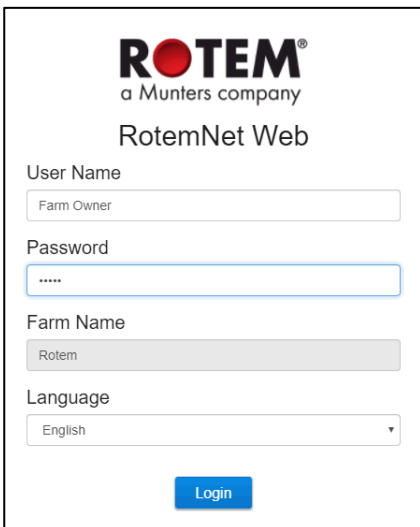 ROTEM®
a Munters company
RotemNet Web
User Name
Farm Owner
Password
•••••
Farm Name
Rotem
Language
English
Login